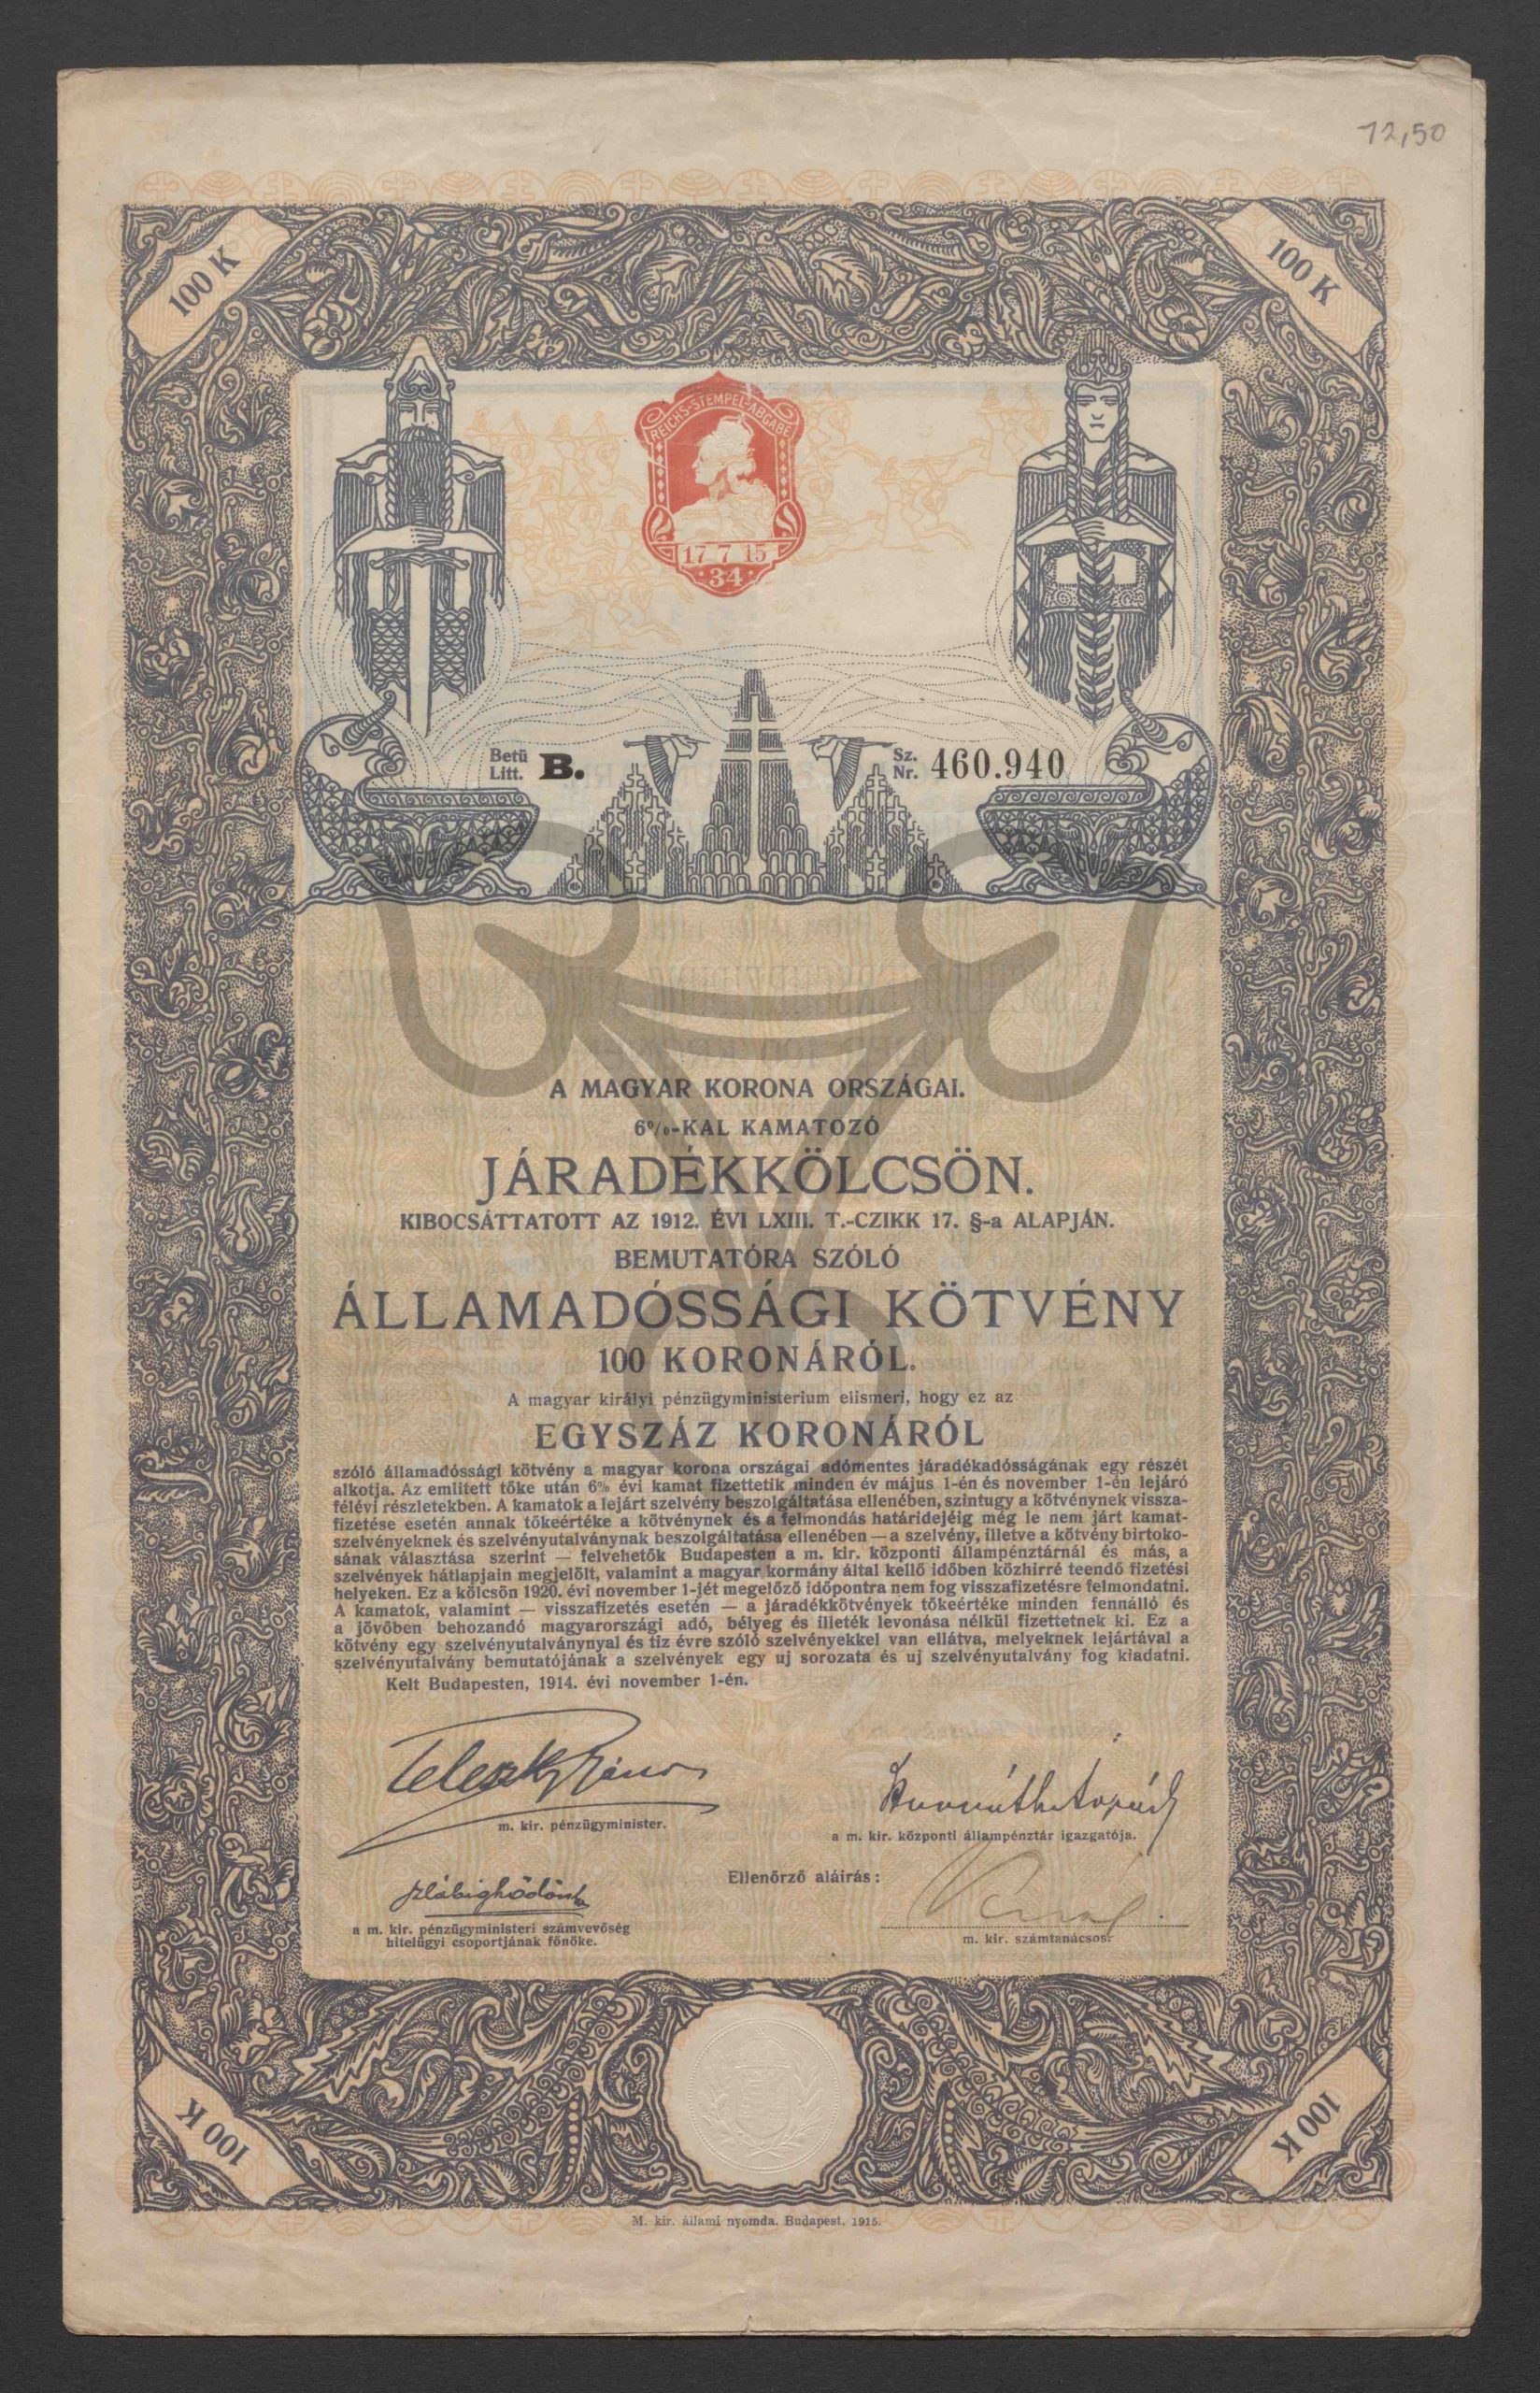 72,50
100 K
100 K
REICHS-STEMPEL-ABGABE
17 7 15
34
Betü
Litt. B.
Sz.
Nr. 460.940
A MAGYAR KORONA ORSZÁGAI.
6%-KAL KAMATOZÓ
JÁRADÉKKÖLCSÖN.
KIBOCSÁTTATOTT AZ 1912. ÉVI LXIII. T.-CZIKK 17. §-a ALAPJÁN.
BEMUTATÓRA SZÓLÓ
ÁLLAMADÓSSÁGI KÖTVÉNY
100 KORONÁRÓL.
A magyar királyi pénzügyministerium elismeri, hogy ez az
EGYSZÁZ KORONÁRÓL
szóló államadóssági kötvény a magyar korona országai adómentes járadékadósságának egy részét
alkotja. Az emlitett tőke után 6% évi kamat fizettetik minden év május 1-én és november 1-én lejáró
félévi részletekben. A kamatok a lejárt szelvény beszolgáltatása ellenében, szintugy a kötvénynek vissza-
fizetése esetén annak tőkeértéke a kötvénynek és a felmondás határidejéig még le nem járt kamat-
szelvényeknek és szelvényutalványnak beszolgáltatása ellenében — a szelvény, illetve a kötvény birtoko-
sának választása szerint — felvehetők Budapesten a m. kir. központi állampénztárnál és más, a
szelvények hátlapjain megjelölt, valamint a magyar kormány által kellő időben közhirré teendő fizetési
helyeken. Ez a kölcsön 1920. évi november 1-jét megelőző időpontra nem fog visszafizetésre felmondatni.
A kamatok, valamint — visszafizetés esetén — a járadékkötvények tőkeértéke minden fennálló és
a jövőben behozandó magyarországi adó, bélyeg és illeték levonása nélkül fizettetnek ki. Ez a
kötvény egy szelvényutalványnyal és tiz évre szóló szelvényekkel van ellátva, melyeknek lejártával a
szelvényutalvány bemutatójának a szelvények egy uj sorozata és uj szelvényutalvány fog kiadatni.
Kelt Budapesten, 1914. évi november 1-én.
Teleszky János
m. kir. pénzügyminister.
Horváth Árpád
a m. kir. központi állampénztár igazgatója.
Ellenőrző aláirás:
a m. kir. pénzügyministeri számvevőség
hitelügyi csoportjának főnöke.
m. kir. számtanácsos.
100 K
100 K
M. kir. állami nyomda. Budapest. 1915.